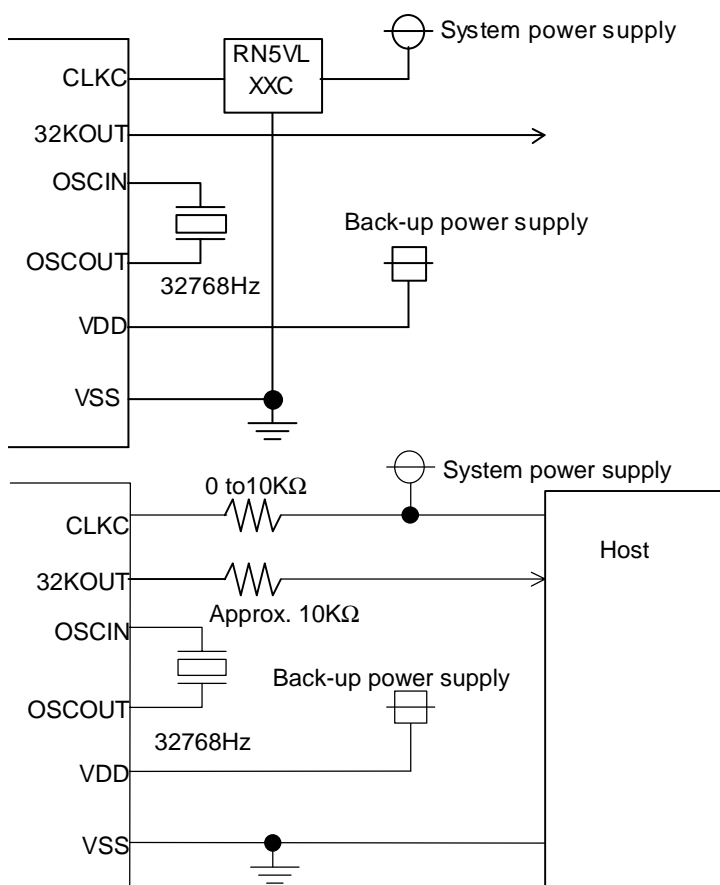 System power supply
RN5VL
XXC
CLKC
32KOUT
OSCIN
Back-up power supply
OSCOUT
32768Hz
VDD
VSS
System power supply
0 to10KΩ
CLKC
Host
32KOUT
Approx. 10KΩ
OSCIN
Back-up power supply
OSCOUT
32768Hz
VDD
VSS